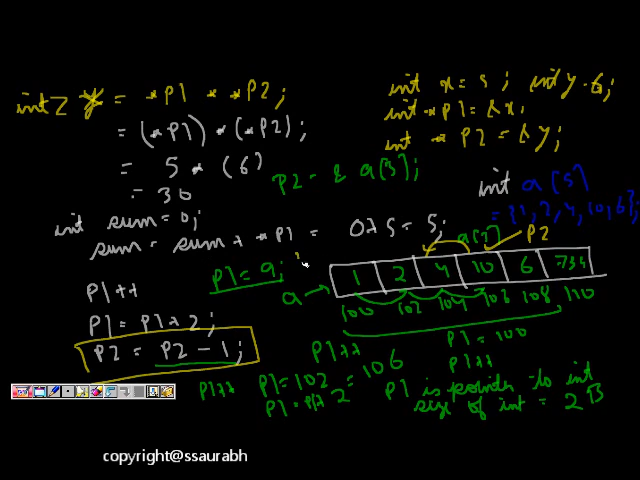 int z y = *P1 * *P2;
= (*P1) * (*P2);
= 5 * (6)
= 30
int x = 5; int y = 6;
int *P1 = &x;
int *P2 = &y;
P2 = & a[3];
int a[5]
= {1, 2, 4, 10, 6};
int sum = 0;
sum = sum + *P1 = 0+5 = 5;
a[3] P2
P1++
P1 = P1+2;
P2 = P2 - 1;
P1 = a;
a → 1 2 4 10 6 734
100 102 104 106 108 110
P1++
P1 = 100
P1++
P1++ P1 = 102 = 106
P1 = P1+2
P1 is pointer to int
size of int = 2B
copyright@ssaurabh